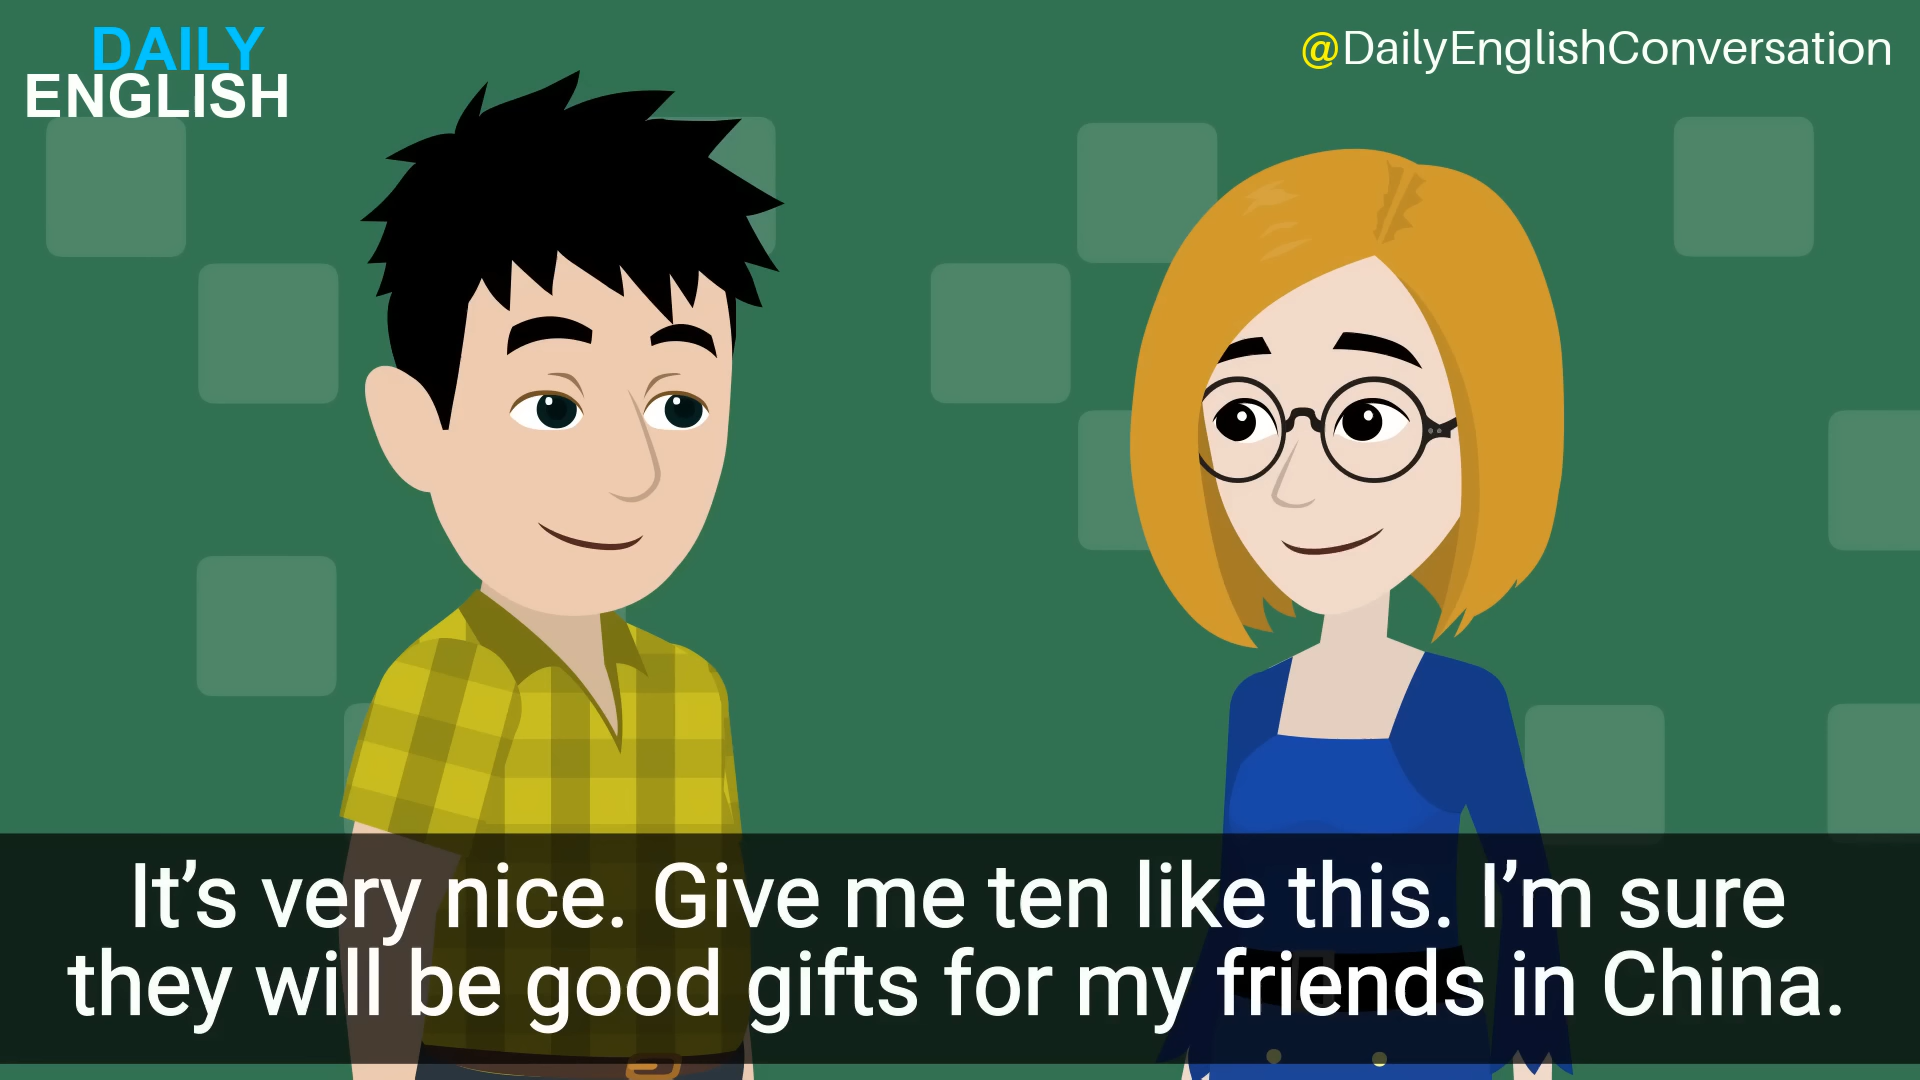 DAILY
ENGLISH
@DailyEnglishConversation
It’s very nice. Give me ten like this. I’m sure
they will be good gifts for my friends in China.